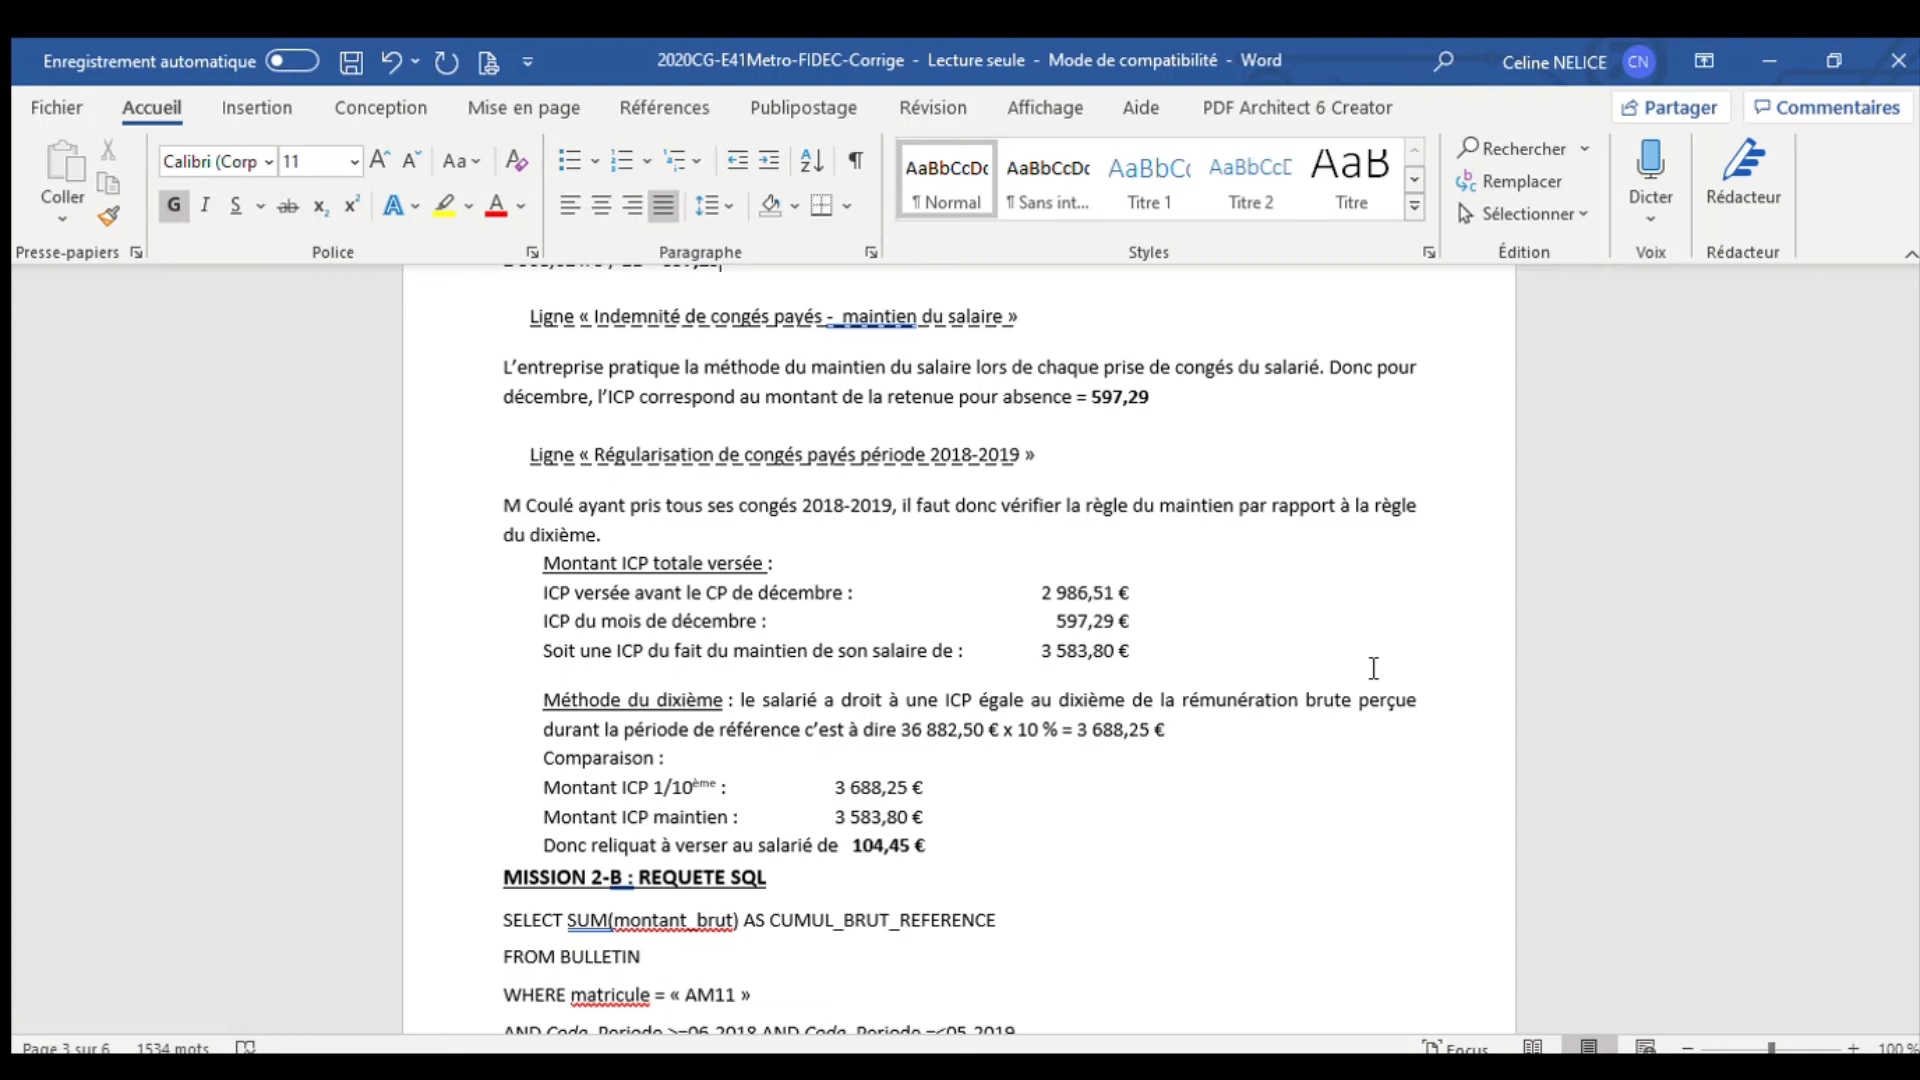 Enregistrement automatique
2020CG-E41Metro-FIDEC-Corrige - Lecture seule - Mode de compatibilité - Word
Celine NELICE CN
Fichier Accueil Insertion Conception Mise en page Références Publipostage Révision Affichage Aide PDF Architect 6 Creator Partager Commentaires
Coller
Calibri (Corp 11
AaBbCcDc AaBbCcDc AaBbCc AaBbCcD AaB
¶ Normal ¶ Sans int... Titre 1 Titre 2 Titre
Rechercher
Remplacer
Sélectionner
Dicter
Rédacteur
Presse-papiers Police Paragraphe Styles Édition Voix Rédacteur
Ligne « Indemnité de congés payés - maintien du salaire »
L’entreprise pratique la méthode du maintien du salaire lors de chaque prise de congés du salarié. Donc pour
décembre, l’ICP correspond au montant de la retenue pour absence = 597,29
Ligne « Régularisation de congés payés période 2018-2019 »
M Coulé ayant pris tous ses congés 2018-2019, il faut donc vérifier la règle du maintien par rapport à la règle
du dixième.
Montant ICP totale versée :
ICP versée avant le CP de décembre : 2 986,51 €
ICP du mois de décembre : 597,29 €
Soit une ICP du fait du maintien de son salaire de : 3 583,80 €
Méthode du dixième : le salarié a droit à une ICP égale au dixième de la rémunération brute perçue
durant la période de référence c’est à dire 36 882,50 € x 10 % = 3 688,25 €
Comparaison :
Montant ICP 1/10ème : 3 688,25 €
Montant ICP maintien : 3 583,80 €
Donc reliquat à verser au salarié de 104,45 €
MISSION 2-B : REQUETE SQL
SELECT SUM(montant_brut) AS CUMUL_BRUT_REFERENCE
FROM BULLETIN
WHERE matricule = « AM11 »
AND Code_Periode >=06-2018 AND Code_Periode =<05-2019
Page 3 sur 6 1534 mots Focus 100 %